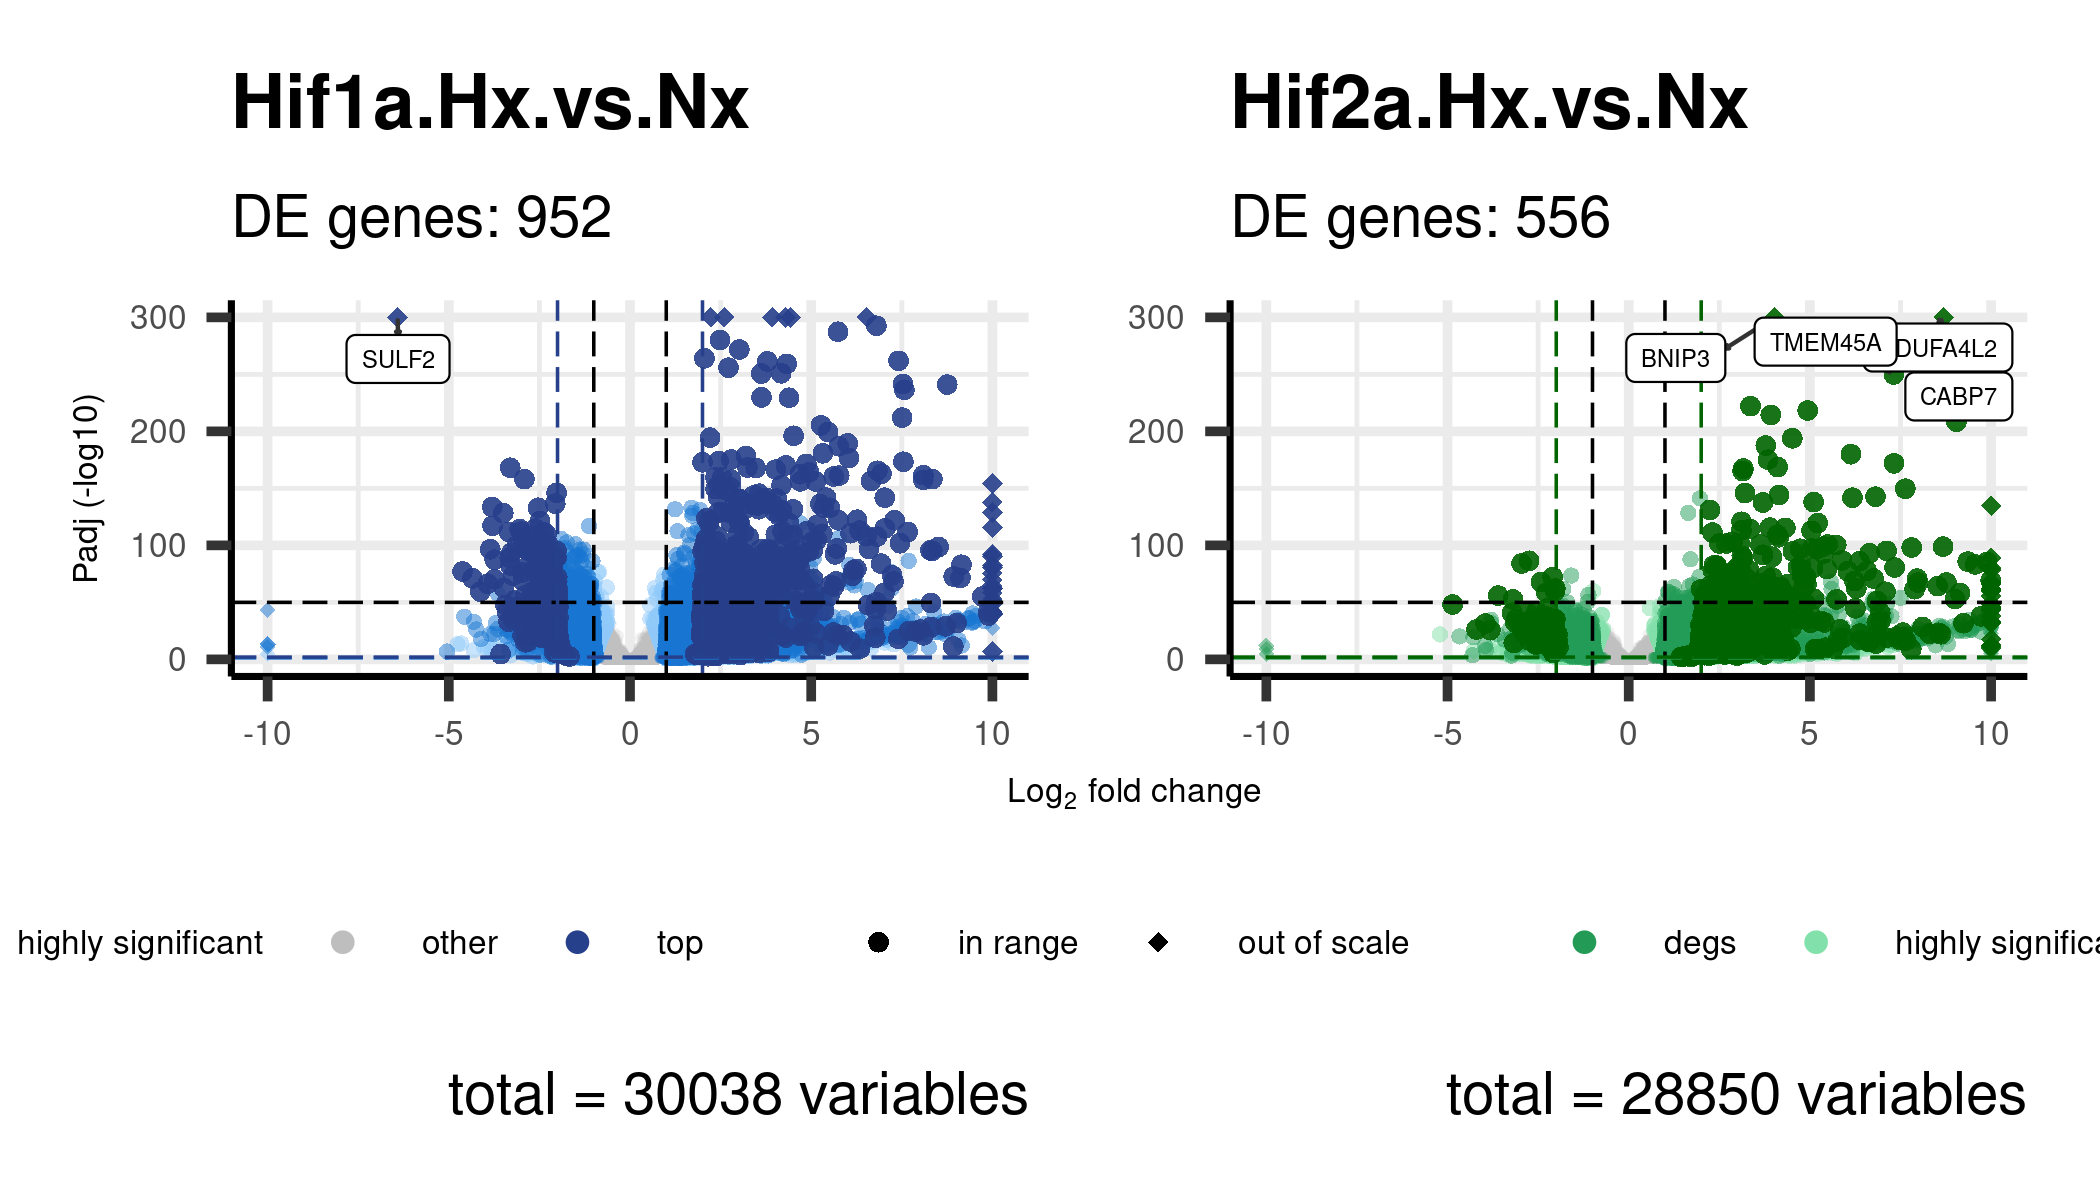 Hif1a.Hx.vs.Nx
DE genes: 952
Hif2a.Hx.vs.Nx
DE genes: 556
Padj (-log10)
300
200
100
0
SULF2
-10 -5 0 5 10
300
200
100
0
BNIP3
TMEM45A
DUFA4L2
CABP7
-10 -5 0 5 10
Log₂ fold change
highly significant other top in range out of scale degs highly significa
total = 30038 variables
total = 28850 variables